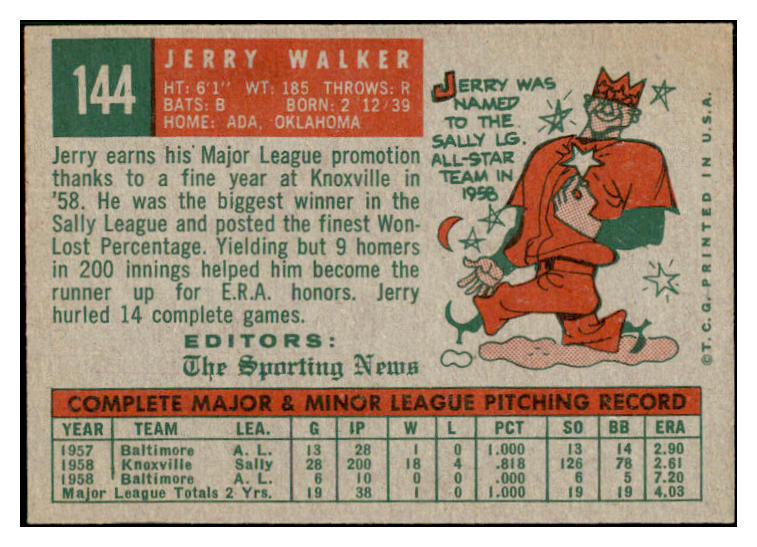 144
JERRY WALKER
HT: 6'1" WT: 185 THROWS: R
BATS: B BORN: 2 12/39
HOME: ADA, OKLAHOMA
Jerry earns his Major League promotion
thanks to a fine year at Knoxville in
'58. He was the biggest winner in the
Sally League and posted the finest Won-
Lost Percentage. Yielding but 9 homers
in 200 innings helped him become the
runner up for E.R.A. honors. Jerry
hurled 14 complete games.
EDITORS:
The Sporting News
JERRY WAS
NAMED
TO THE
SALLY LG.
ALL-STAR
TEAM IN
1958
© T.C.G. PRINTED IN U.S.A.
COMPLETE MAJOR & MINOR LEAGUE PITCHING RECORD
YEAR TEAM LEA. G IP W L PCT SO BB ERA
1957 Baltimore A. L. 13 28 1 0 1.000 13 14 2.90
1958 Knoxville Sally 28 200 18 4 .818 126 78 2.61
1958 Baltimore A. L. 6 10 0 0 .000 6 5 7.20
Major League Totals 2 Yrs. 19 38 1 0 1.000 19 19 4.03